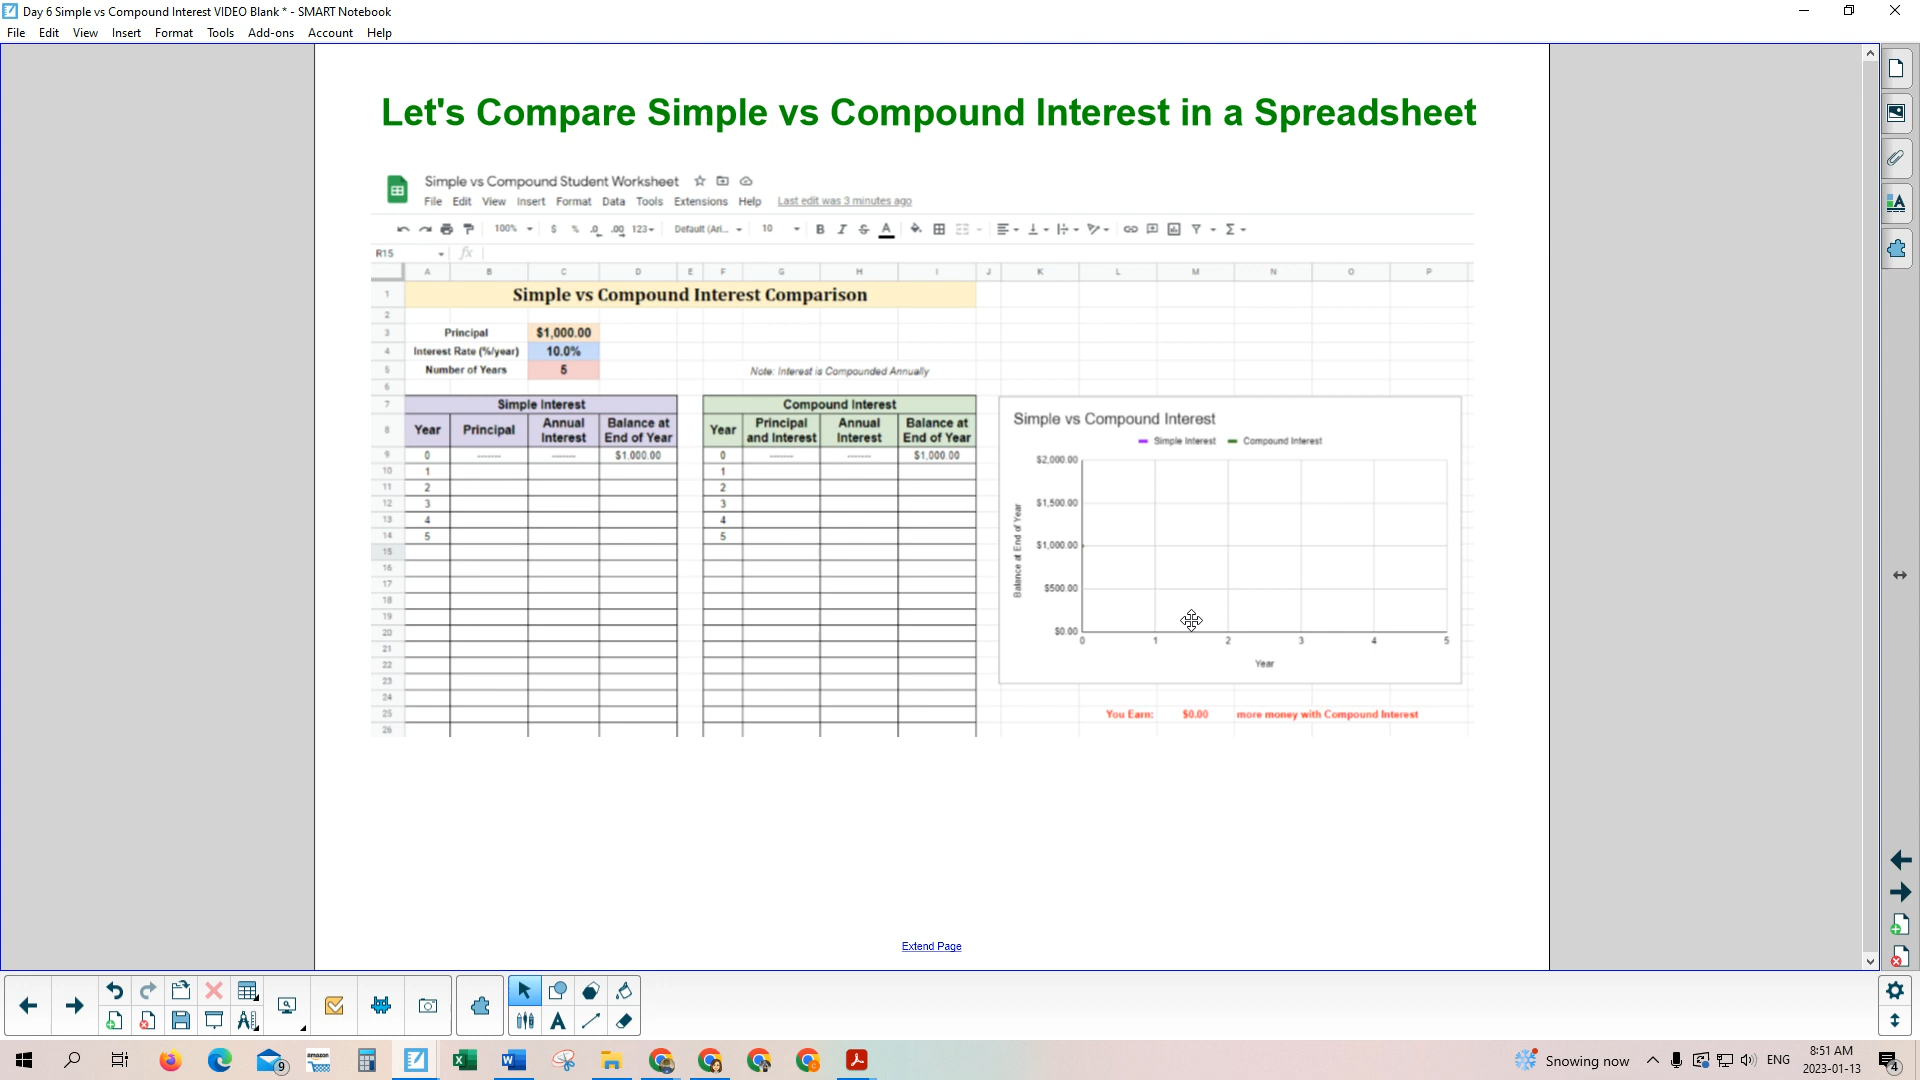 Day 6 Simple vs Compound Interest VIDEO Blank * - SMART Notebook
File Edit View Insert Format Tools Add-ons Account Help
Let's Compare Simple vs Compound Interest in a Spreadsheet
Simple vs Compound Student Worksheet
File Edit View Insert Format Data Tools Extensions Help Last edit was 3 minutes ago
100% $ % .0 .00 123 Default (Ari... 10 B I S A
R15 fx
A B C D E F G H I J K L M N O P
1 Simple vs Compound Interest Comparison
2
3 Principal $1,000.00
4 Interest Rate (%/year) 10.0%
5 Number of Years 5 Note: Interest is Compounded Annually
6
7 Simple Interest Compound Interest
8 Year Principal Annual Interest Balance at End of Year Year Principal and Interest Annual Interest Balance at End of Year
9 0 ------- ------- $1,000.00 0 ------- ------- $1,000.00
10 1 1
11 2 2
12 3 3
13 4 4
14 5 5
15
16
17
18
19
20
21
22
23
24
25
26
Simple vs Compound Interest
Simple Interest Compound Interest
Balance at End of Year
$2,000.00
$1,500.00
$1,000.00
$500.00
$0.00
0 1 2 3 4 5
Year
You Earn: $0.00 more money with Compound Interest
Extend Page
9
amazon
Snowing now
ENG
8:51 AM
2023-01-13
4